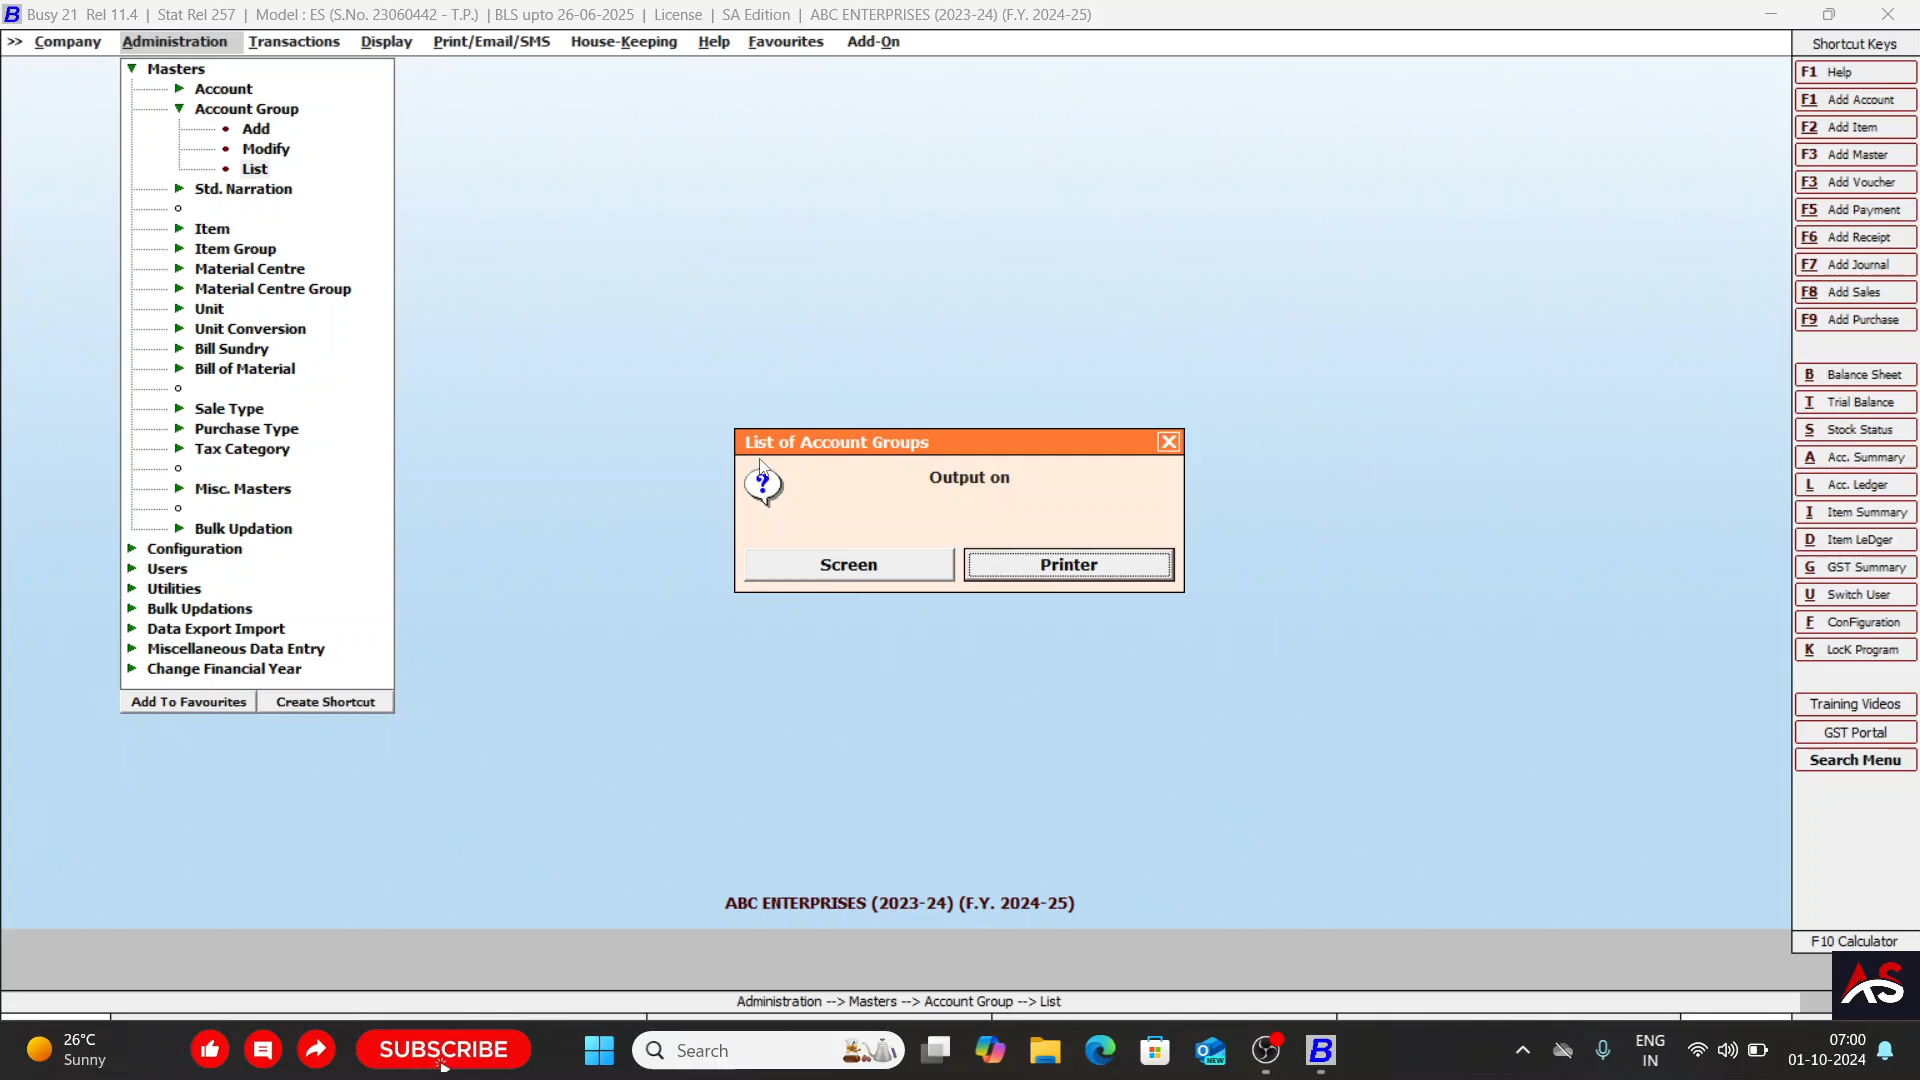 Busy 21 Rel 11.4 | Stat Rel 257 | Model : ES (S.No. 23060442 - T.P.) | BLS upto 26-06-2025 | License | SA Edition | ABC ENTERPRISES (2023-24) (F.Y. 2024-25)
>> Company Administration Transactions Display Print/Email/SMS House-Keeping Help Favourites Add-On
Masters
Account
Account Group
Add
Modify
List
Std. Narration
Item
Item Group
Material Centre
Material Centre Group
Unit
Unit Conversion
Bill Sundry
Bill of Material
Sale Type
Purchase Type
Tax Category
Misc. Masters
Bulk Updation
Configuration
Users
Utilities
Bulk Updations
Data Export Import
Miscellaneous Data Entry
Change Financial Year
Add To Favourites Create Shortcut
List of Account Groups
?
Output on
Screen Printer
Shortcut Keys
F1 Help
F1 Add Account
F2 Add Item
F3 Add Master
F3 Add Voucher
F5 Add Payment
F6 Add Receipt
F7 Add Journal
F8 Add Sales
F9 Add Purchase
B Balance Sheet
T Trial Balance
S Stock Status
A Acc. Summary
L Acc. Ledger
I Item Summary
D Item LeDger
G GST Summary
U Switch User
F ConFiguration
K LocK Program
Training Videos
GST Portal
Search Menu
F10 Calculator
ABC ENTERPRISES (2023-24) (F.Y. 2024-25)
AS
Administration --> Masters --> Account Group --> List
26°C
Sunny
SUBSCRIBE
Search
NEW
B
ENG
IN
07:00
01-10-2024